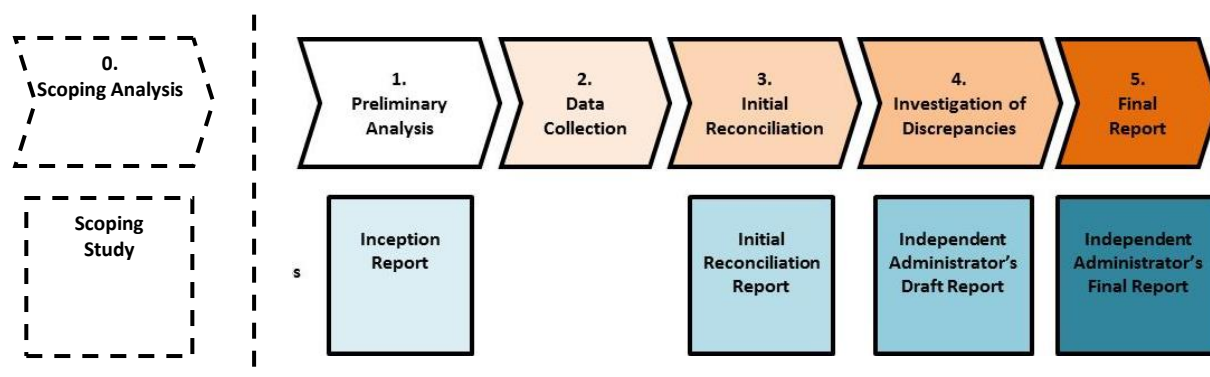 0.
Scoping Analysis
1.
Preliminary
Analysis
2.
Data
Collection
3.
Initial
Reconciliation
4.
Investigation of
Discrepancies
5.
Final
Report
Scoping
Study
s
Inception
Report
Initial
Reconciliation
Report
Independent
Administrator's
Draft Report
Independent
Administrator's
Final Report